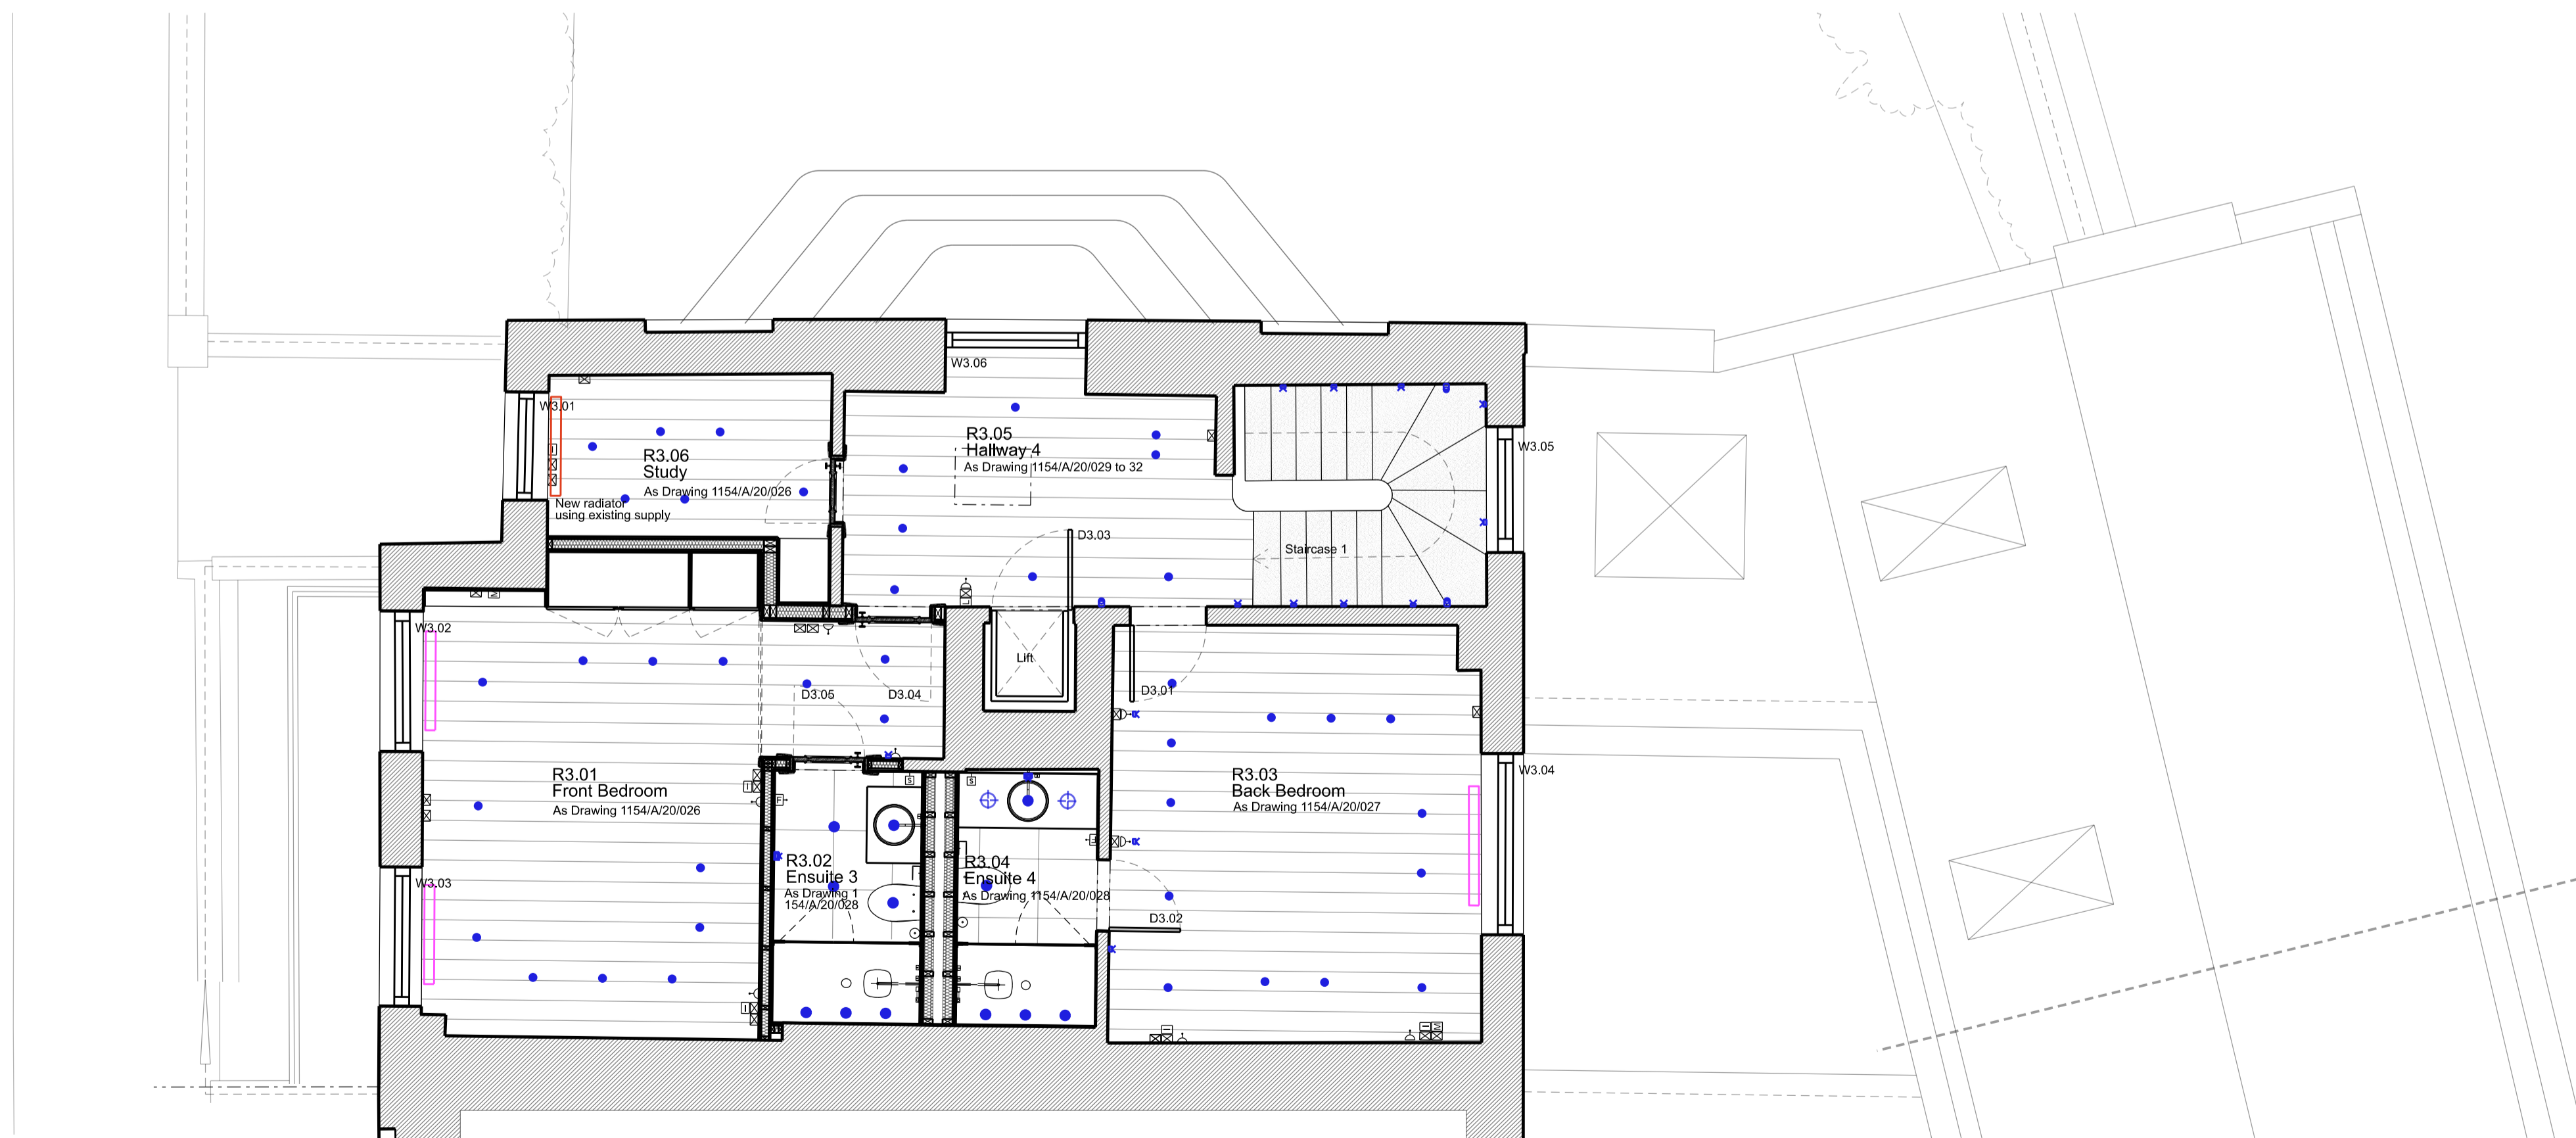 W3.06
W3.01
R3.06
Study
As Drawing 1154/A/20/026
New radiator
using existing supply
R3.05
Hallway 4
As Drawing 1154/A/20/029 to 32
W3.05
D3.03
Staircase 1
W3.02
Lift
D3.05
D3.04
D3.01
R3.01
Front Bedroom
As Drawing 1154/A/20/026
R3.03
Back Bedroom
As Drawing 1154/A/20/027
W3.04
W3.03
R3.02
Ensuite 3
As Drawing 1
154/A/20/028
R3.04
Ensuite 4
As Drawing 1154/A/20/028
D3.02